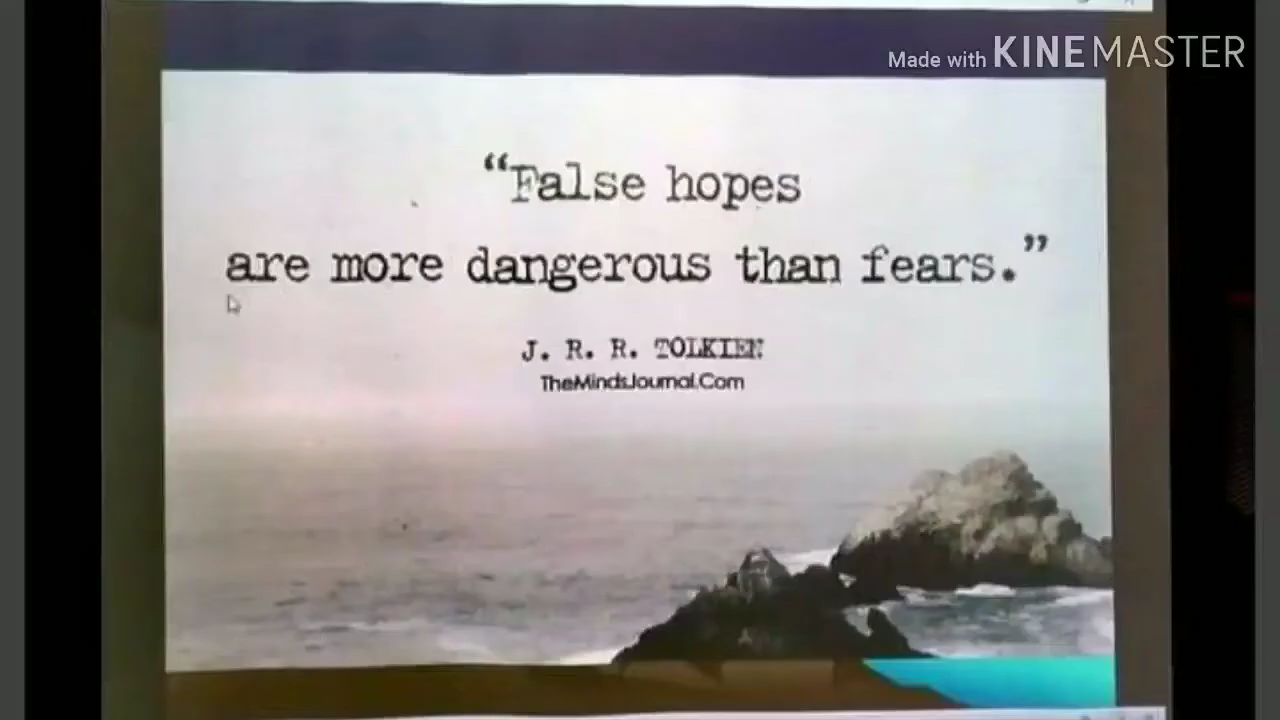 Made with KINEMASTER
“False hopes
are more dangerous than fears.”
J. R. R. TOLKIEN
TheMindsJournal.Com